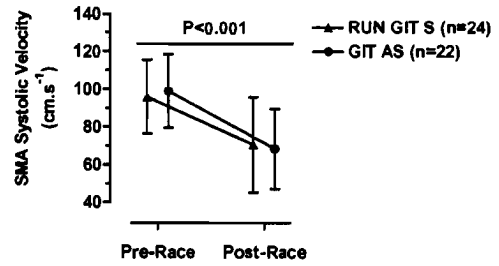 P<0.001
RUN GIT S (n=24)
GIT AS (n=22)
SMA Systolic Velocity
(cm.s⁻¹)
140
120
100
80
60
40
Pre-Race
Post-Race